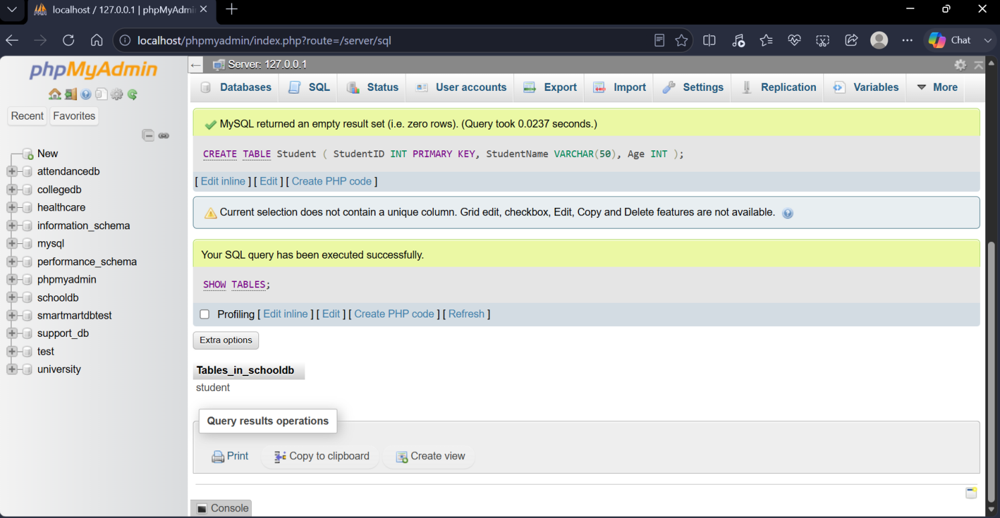 localhost / 127.0.0.1 | phpMyAdmi
localhost/phpmyadmin/index.php?route=/server/sql
Chat
phpMyAdmin
Recent Favorites
New
attendancedb
collegedb
healthcare
information_schema
mysql
performance_schema
phpmyadmin
schooldb
smartmartdbtest
support_db
test
university
Server: 127.0.0.1
Databases SQL Status User accounts Export Import Settings Replication Variables More
MySQL returned an empty result set (i.e. zero rows). (Query took 0.0237 seconds.)
CREATE TABLE Student ( StudentID INT PRIMARY KEY, StudentName VARCHAR(50), Age INT );
[ Edit inline ] [ Edit ] [ Create PHP code ]
Current selection does not contain a unique column. Grid edit, checkbox, Edit, Copy and Delete features are not available.
Your SQL query has been executed successfully.
SHOW TABLES;
Profiling [ Edit inline ] [ Edit ] [ Create PHP code ] [ Refresh ]
Extra options
Tables_in_schooldb
student
Query results operations
Print Copy to clipboard Create view
Console